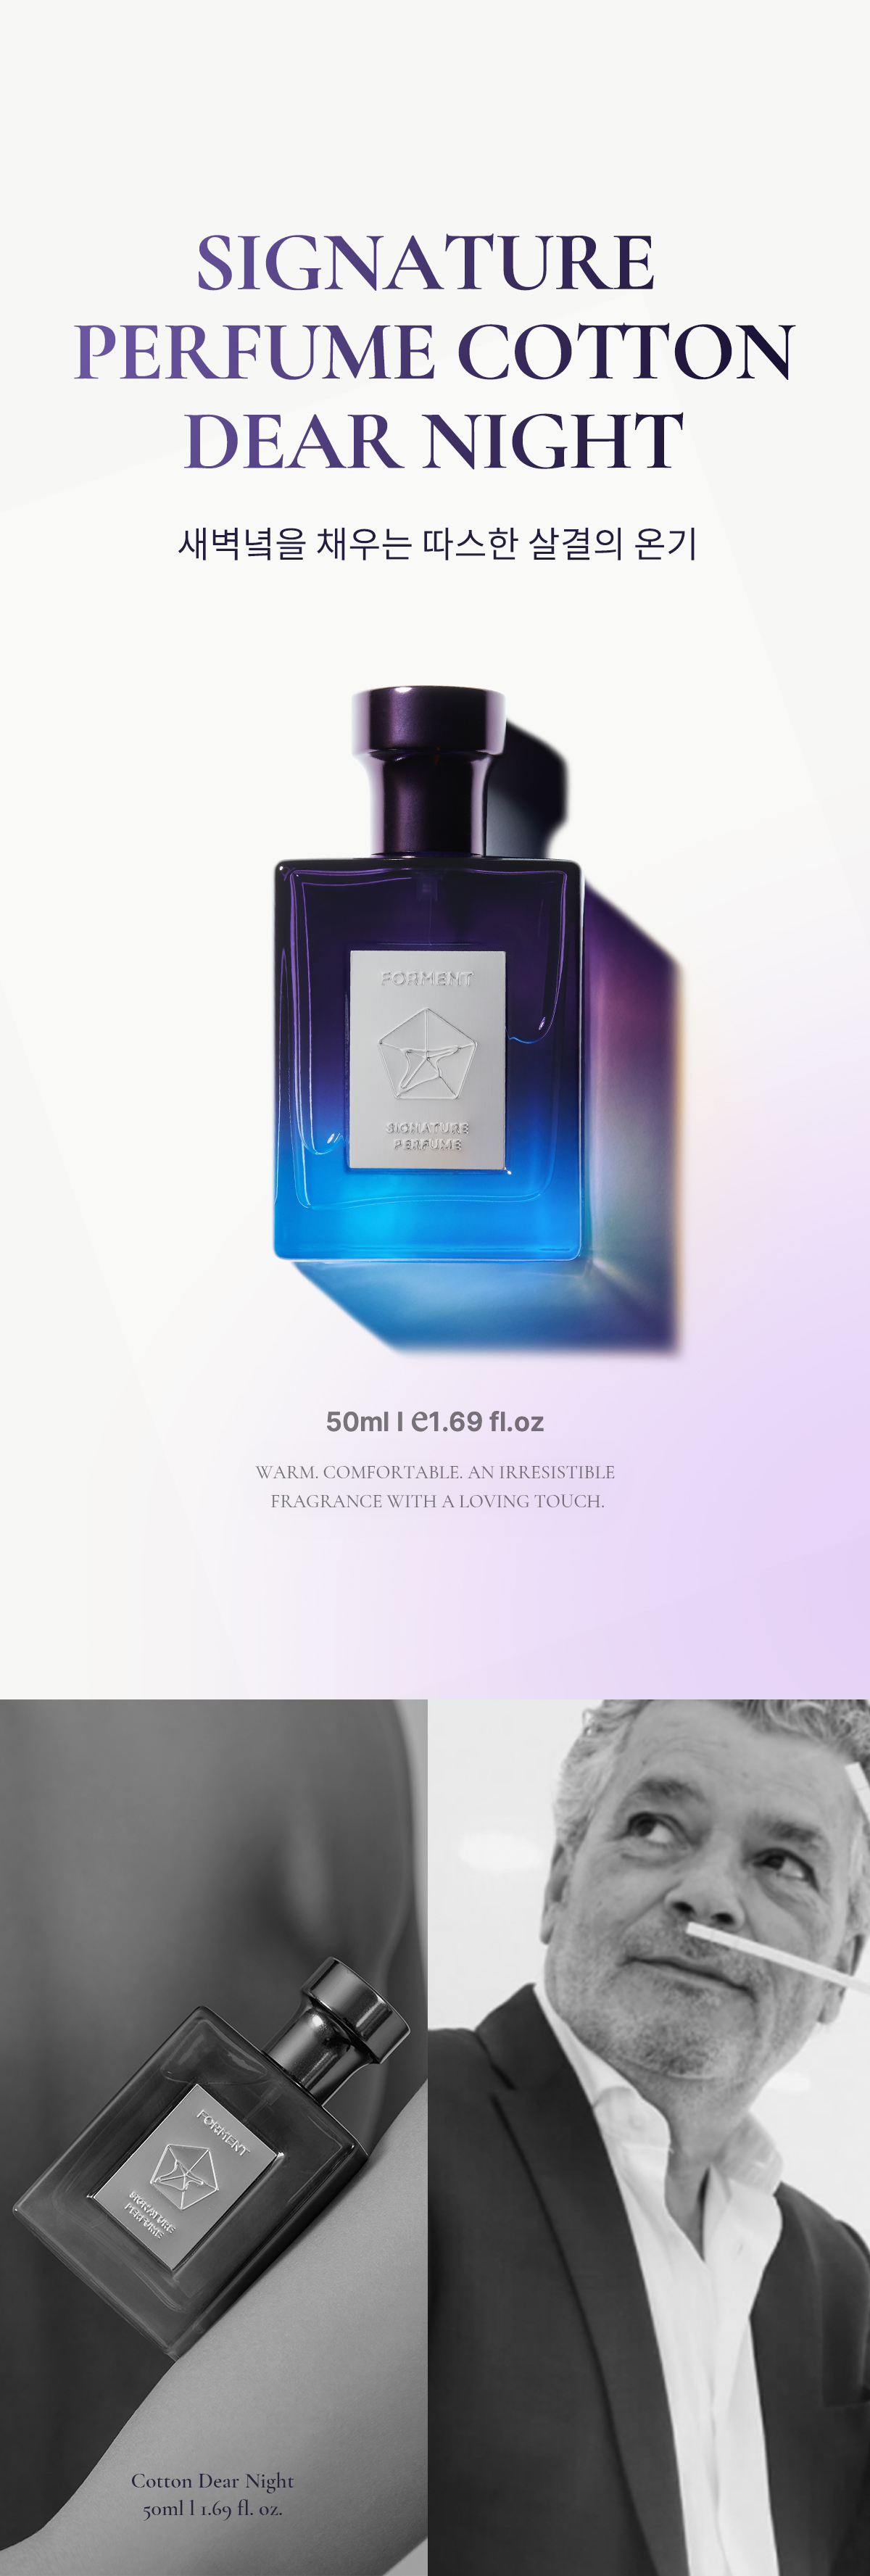 SIGNATURE
PERFUME COTTON
DEAR NIGHT
새벽녘을 채우는 따스한 살결의 온기
FORMENT
SIGNATURE
PERFUME
50ml l e1.69 fl.oz
WARM. COMFORTABLE. AN IRRESISTIBLE
FRAGRANCE WITH A LOVING TOUCH.
FORMENT
SIGNATURE
PERFUME
Cotton Dear Night
50ml l 1.69 fl. oz.